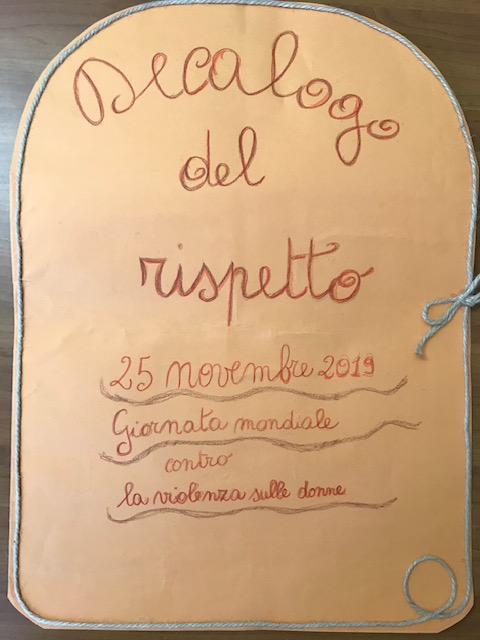 Decalogo
del
rispetto
25 novembre 2019
Giornata mondiale
contro
la violenza sulle donne